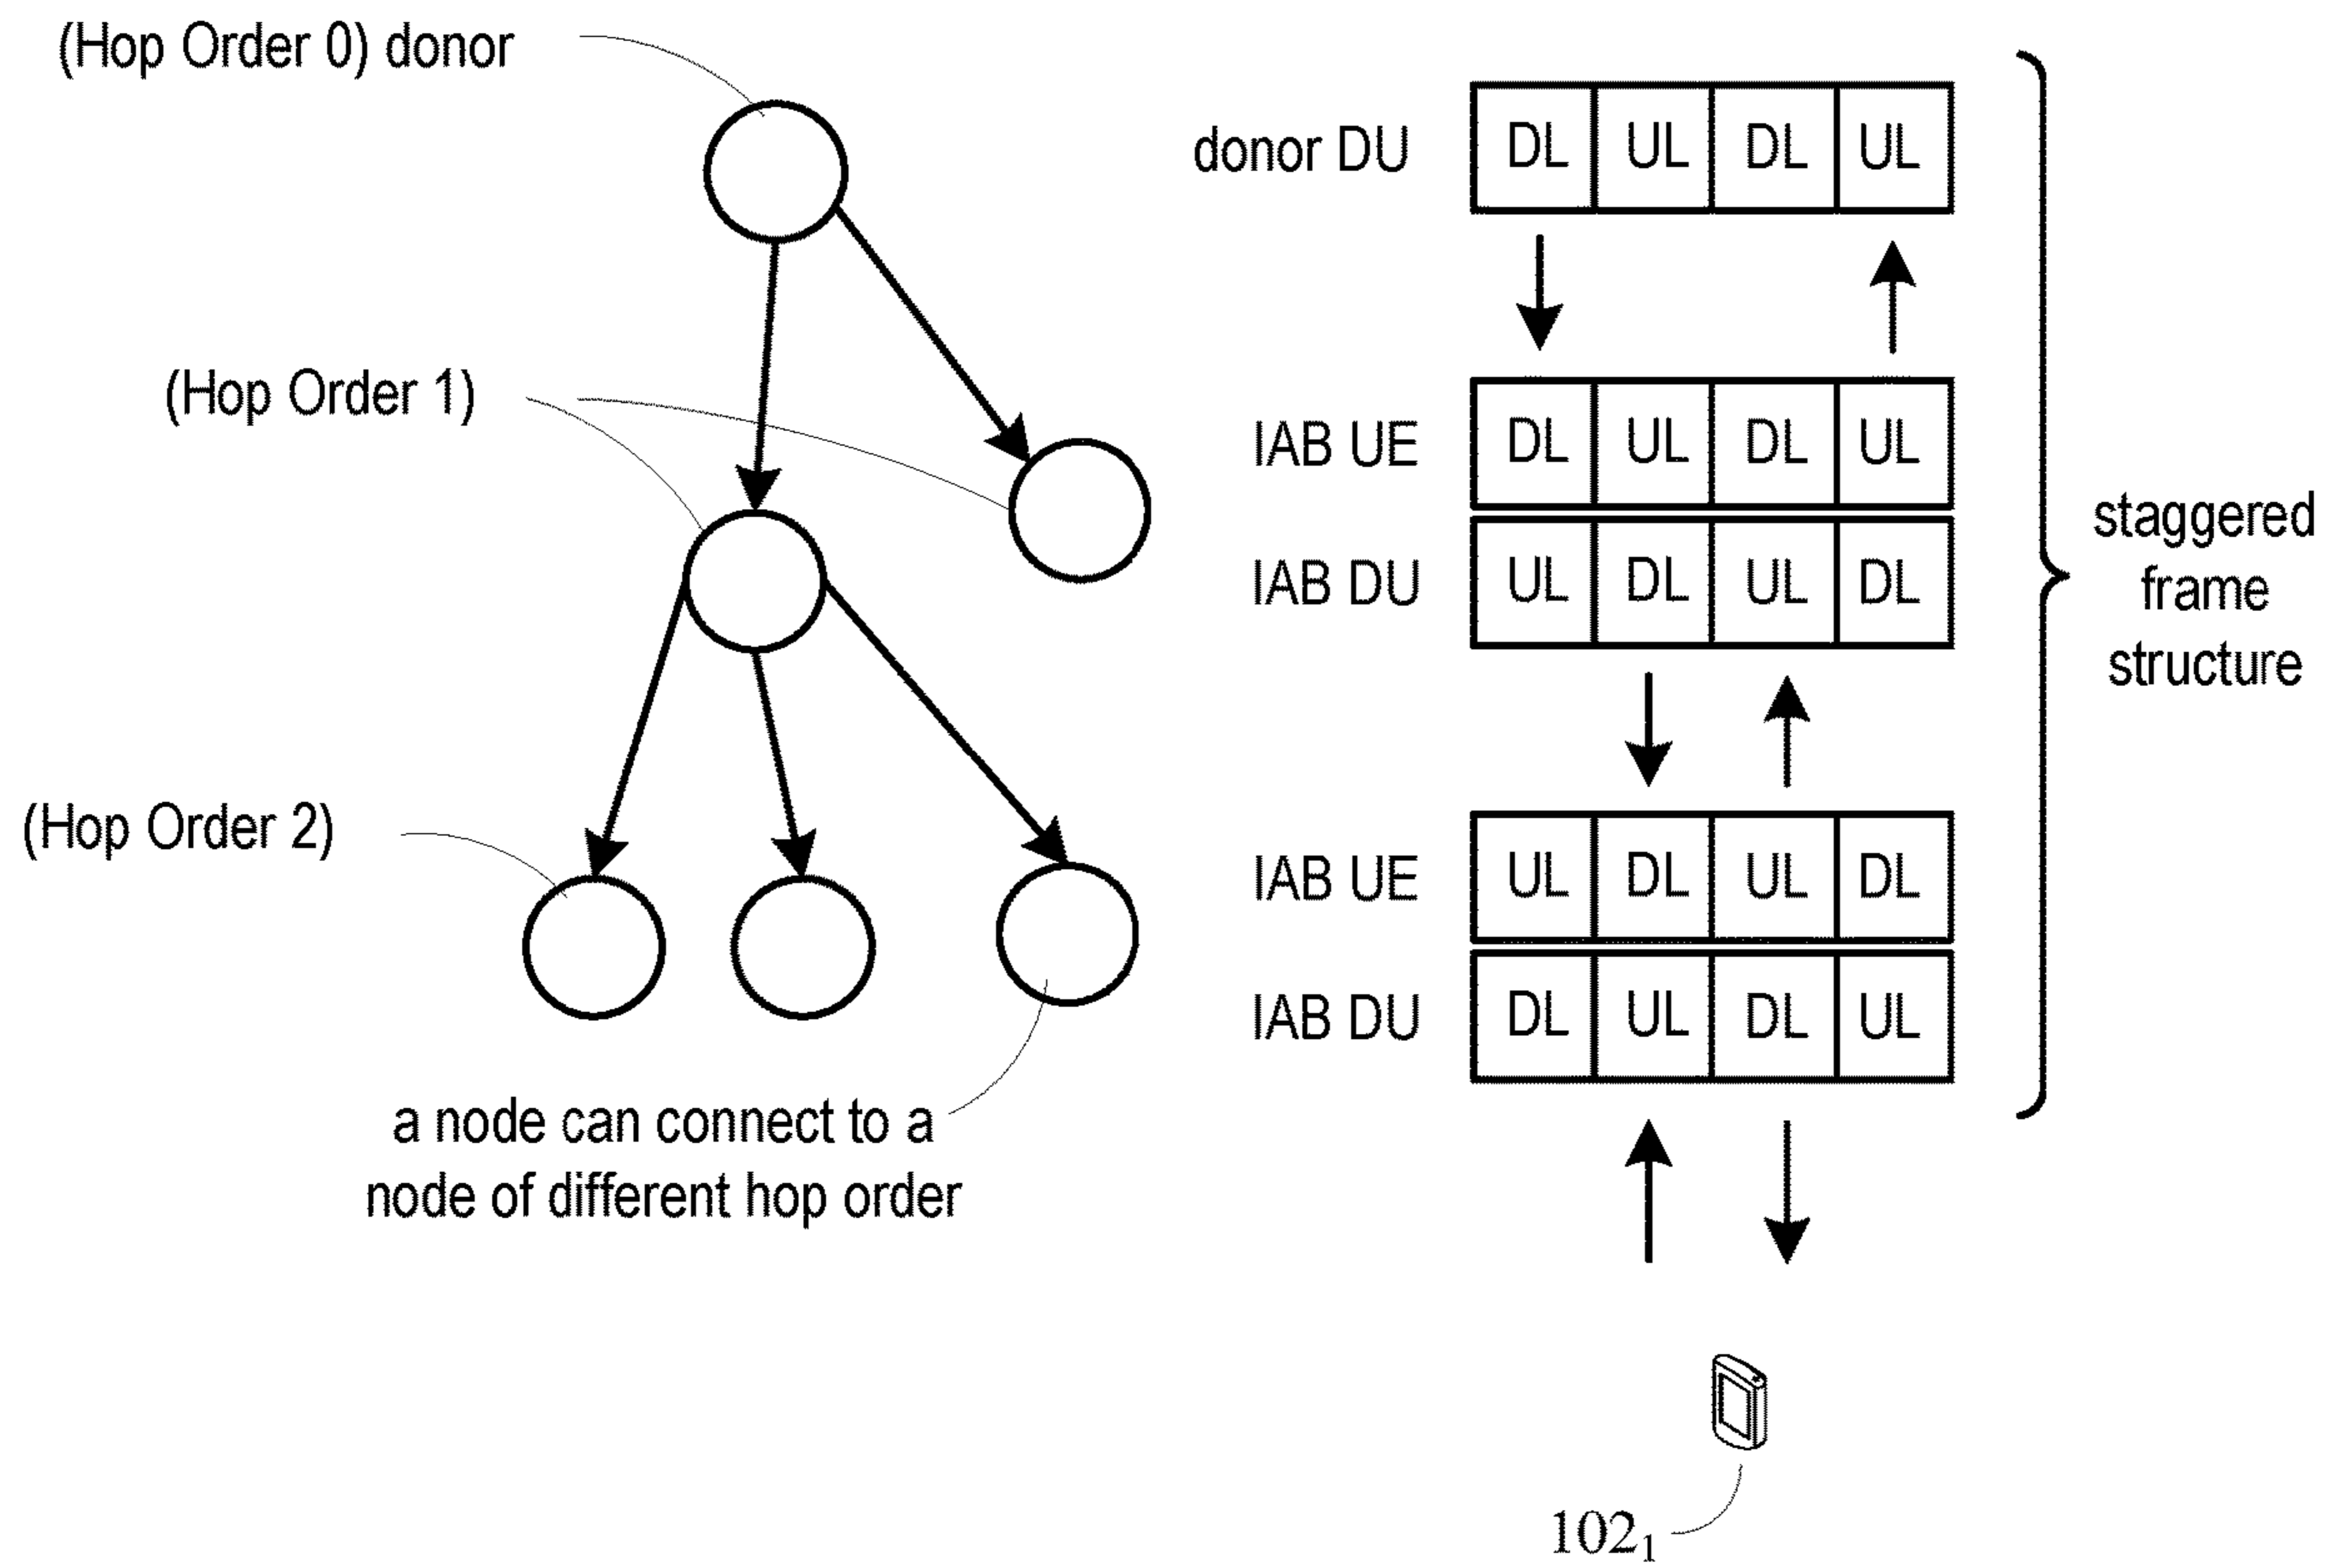 (Hop Order 0) donor
(Hop Order 1)
(Hop Order 2)
a node can connect to a
node of different hop order
donor DU DL UL DL UL
IAB UE DL UL DL UL
IAB DU UL DL UL DL
IAB UE UL DL UL DL
IAB DU DL UL DL UL
staggered
frame
structure
102₁